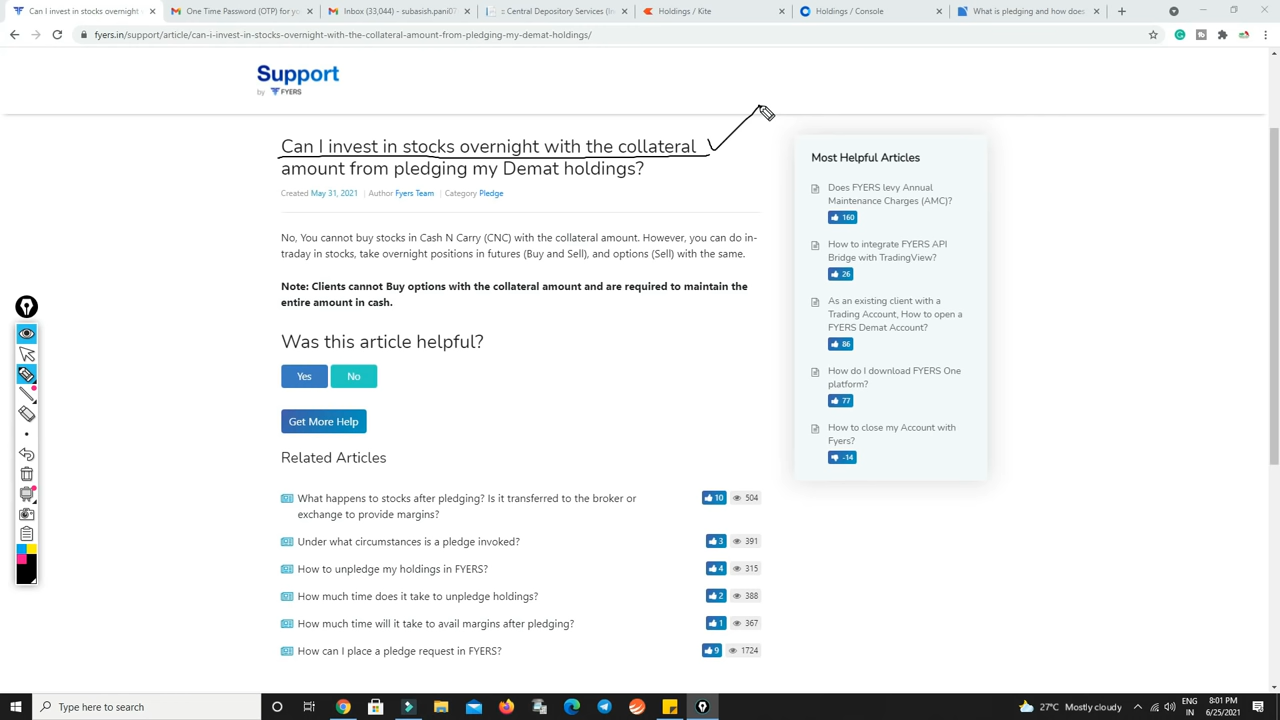 Can I invest in stocks overnight
One Time Password (OTP) for yo
Inbox (33,044) - subasish.pani07
:: Central Depository Services (In
Holdings / Kite
Holdings / Console
What is pledging and how does
fyers.in/support/article/can-i-invest-in-stocks-overnight-with-the-collateral-amount-from-pledging-my-demat-holdings/
Support
by FYERS
Can I invest in stocks overnight with the collateral
amount from pledging my Demat holdings?
Created May 31, 2021 | Author Fyers Team | Category Pledge
No, You cannot buy stocks in Cash N Carry (CNC) with the collateral amount. However, you can do in-
traday in stocks, take overnight positions in futures (Buy and Sell), and options (Sell) with the same.
Note: Clients cannot Buy options with the collateral amount and are required to maintain the
entire amount in cash.
Was this article helpful?
Yes No
Get More Help
Related Articles
What happens to stocks after pledging? Is it transferred to the broker or
exchange to provide margins?
10 504
Under what circumstances is a pledge invoked? 3 391
How to unpledge my holdings in FYERS? 4 315
How much time does it take to unpledge holdings? 2 388
How much time will it take to avail margins after pledging? 1 367
How can I place a pledge request in FYERS? 9 1724
Most Helpful Articles
Does FYERS levy Annual
Maintenance Charges (AMC)?
160
How to integrate FYERS API
Bridge with TradingView?
26
As an existing client with a
Trading Account, How to open a
FYERS Demat Account?
86
How do I download FYERS One
platform?
77
How to close my Account with
Fyers?
-14
Type here to search
27°C Mostly cloudy
ENG
IN
8:01 PM
6/25/2021